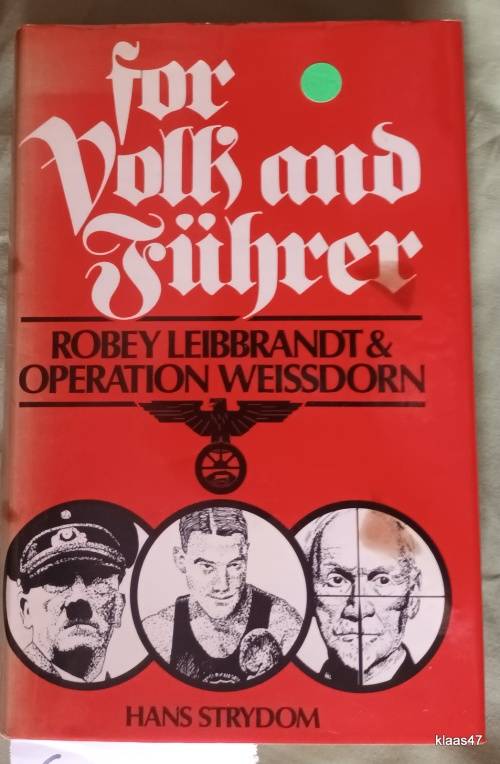 for
Volk and
Führer
ROBEY LEIBBRANDT &
OPERATION WEISSDORN
HANS STRYDOM
klaas47